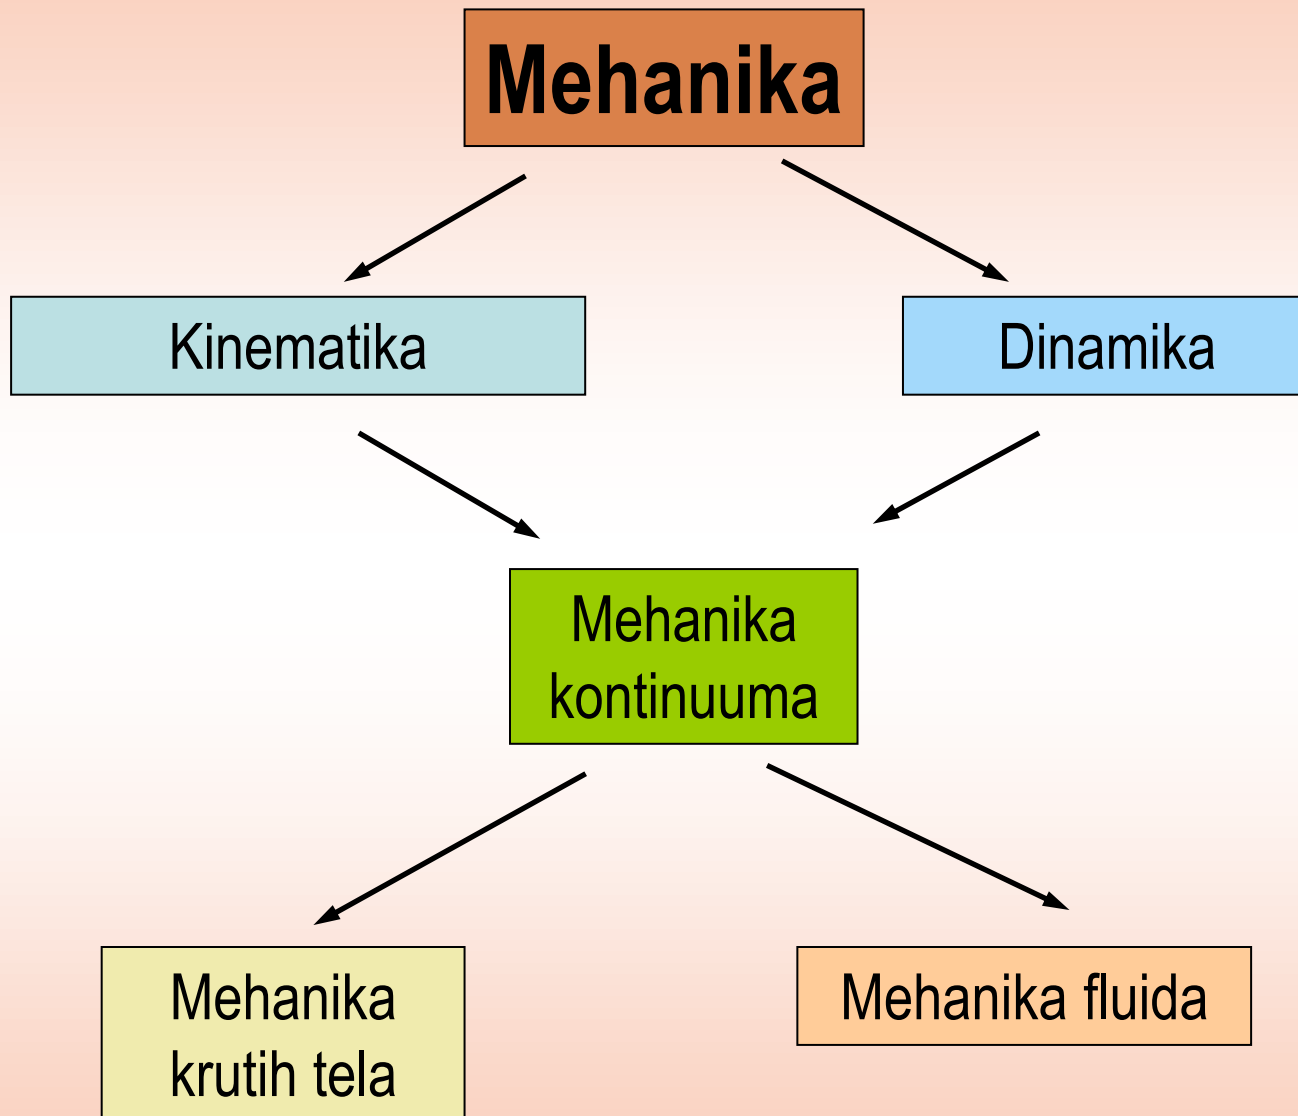 Mehanika
Kinematika
Dinamika
Mehanika
kontinuuma
Mehanika
krutih tela
Mehanika fluida